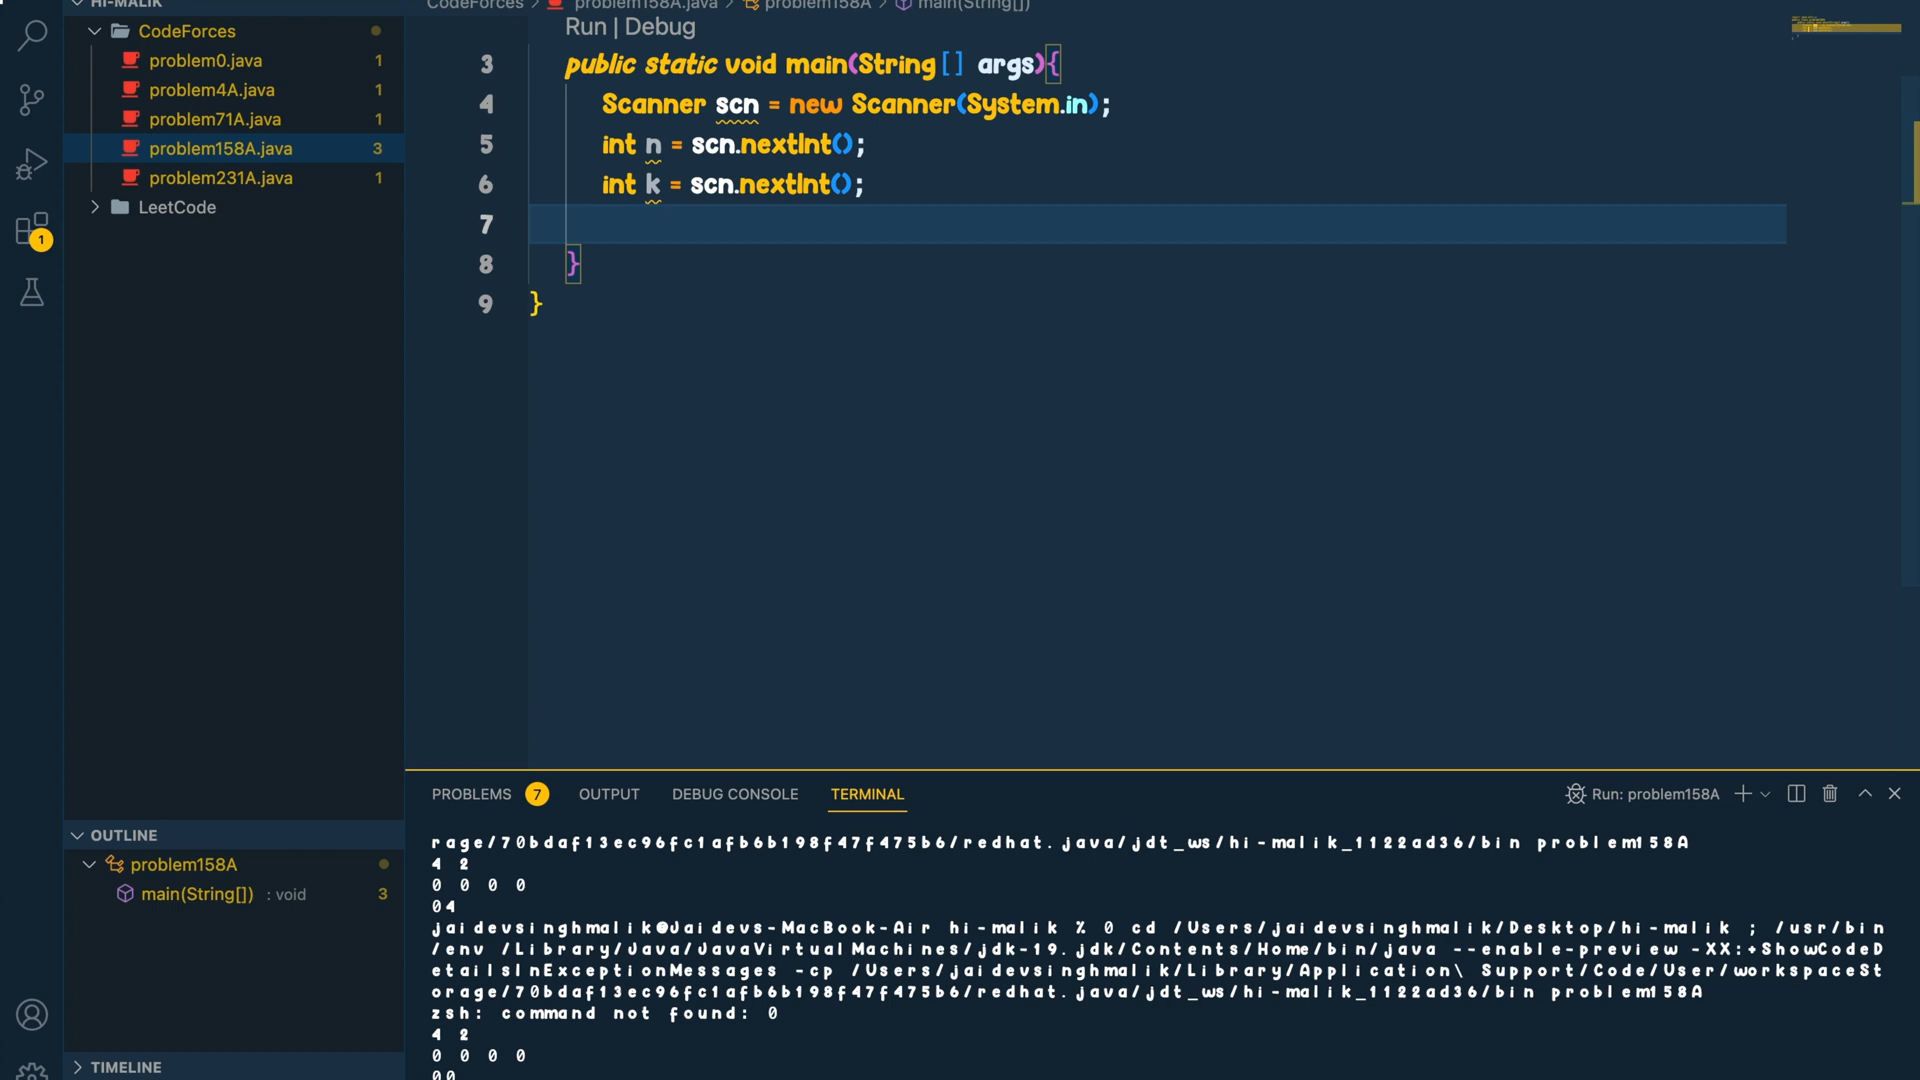 HI-MALIK
CodeForces
problem0.java 1
problem4A.java 1
problem71A.java 1
problem158A.java 3
problem231A.java 1
LeetCode
1
OUTLINE
problem158A
main(String[]) : void 3
TIMELINE
CodeForces > problem158A.java > problem158A > main(String[])
Run | Debug
3 public static void main(String[] args){
4 Scanner scn = new Scanner(System.in);
5 int n = scn.nextInt();
6 int k = scn.nextInt();
7
8 }
9 }
PROBLEMS 7 OUTPUT DEBUG CONSOLE TERMINAL Run: problem158A
rage/70bdaf13ec96fc1afb6b198f47f475b6/redhat.java/jdt_ws/hi-malik_1122ad36/bin problem158A
4 2
0 0 0 0
04
jaidevsinghmalik@Jaidevs-MacBook-Air hi-malik % 0 cd /Users/jaidevsinghmalik/Desktop/hi-malik ; /usr/bin
/env /Library/Java/JavaVirtualMachines/jdk-19.jdk/Contents/Home/bin/java --enable-preview -XX:+ShowCodeD
etailsInExceptionMessages -cp /Users/jaidevsinghmalik/Library/Application\ Support/Code/User/workspaceSt
orage/70bdaf13ec96fc1afb6b198f47f475b6/redhat.java/jdt_ws/hi-malik_1122ad36/bin problem158A
zsh: command not found: 0
4 2
0 0 0 0
00